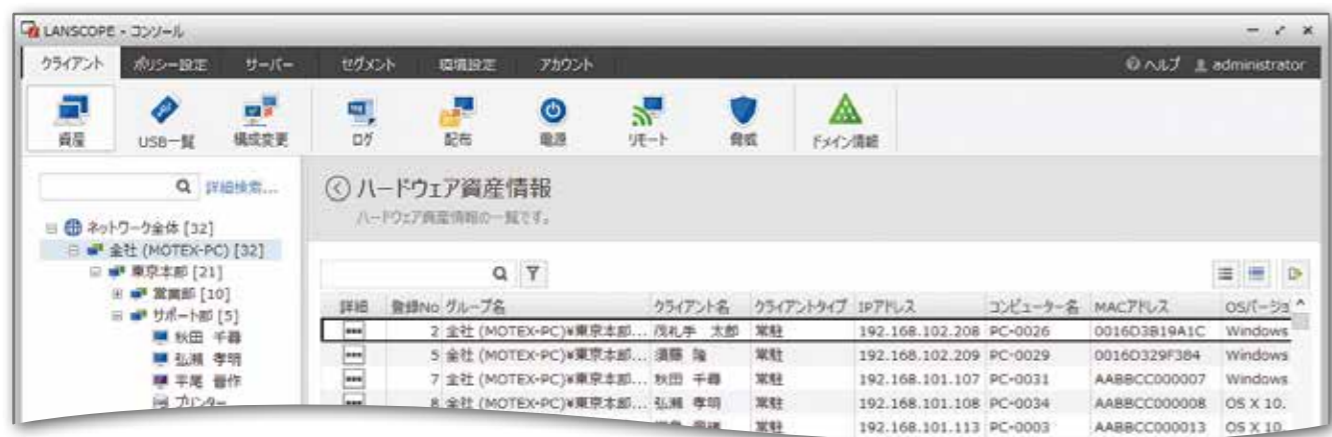 LANSCOPE - コンソール
クライアント ポリシー設定 サーバー セグメント 環境設定 アカウント ヘルプ administrator
資産 USB一覧 構成変更 ログ 配布 電源 リモート 脅威 ドメイン情報
詳細検索...
ハードウェア資産情報
ハードウェア資産情報の一覧です。
ネットワーク全体 [32]
全社 (MOTEX-PC) [32]
東京本部 [21]
営業部 [10]
サポート部 [5]
秋田 千尋
弘瀬 孝明
平尾 晋作
プリンター
詳細 登録No グループ名 クライアント名 クライアントタイプ IPアドレス コンピューター名 MACアドレス OSバージョ
2 全社 (MOTEX-PC)¥東京本部... 茂礼手 太郎 常駐 192.168.102.208 PC-0026 0016D3B19A1C Windows
5 全社 (MOTEX-PC)¥東京本部... 須藤 隆 常駐 192.168.102.209 PC-0029 00160329F384 Windows
7 全社 (MOTEX-PC)¥東京本部... 秋田 千尋 常駐 192.168.101.107 PC-0031 AABBCC000007 Windows
8 全社 (MOTEX-PC)¥東京本部... 弘瀬 孝明 常駐 192.168.101.108 PC-0034 AABBCC000008 OS X 10.
常駐 192.168.101.113 PC-0003 AABBCC000013 OS X 10